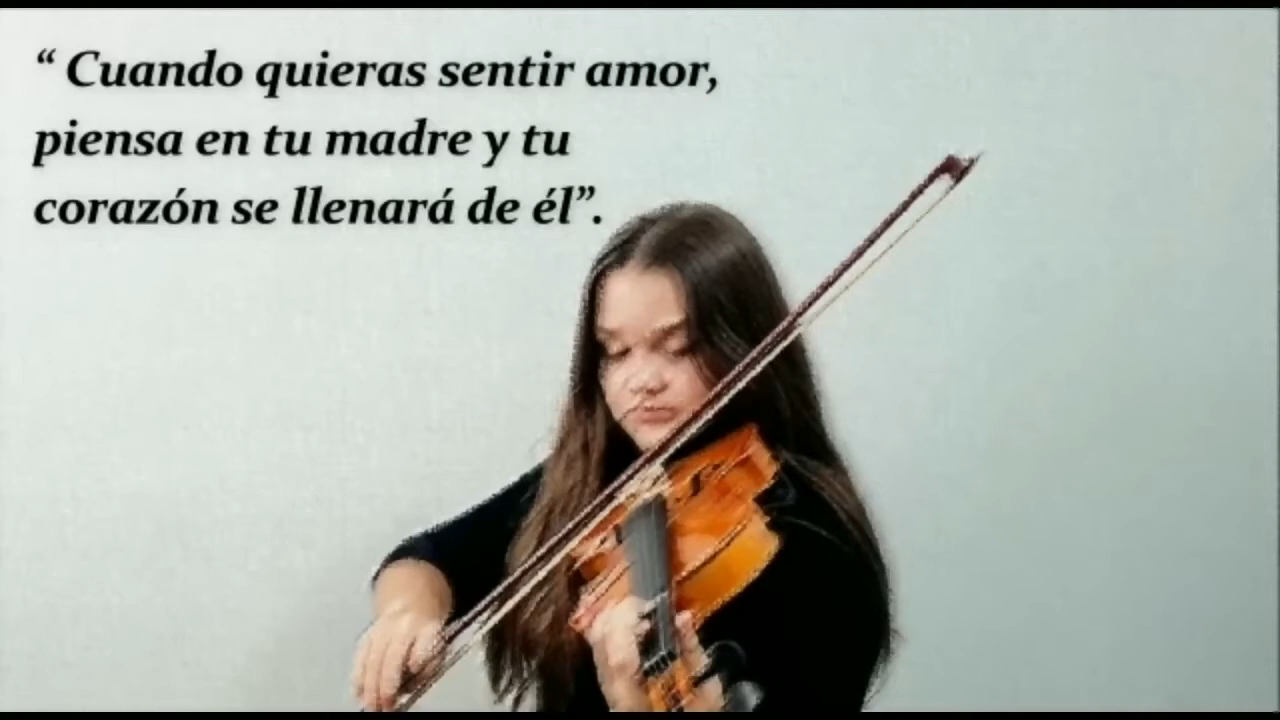 “ Cuando quieras sentir amor,
piensa en tu madre y tu
corazón se llenará de él”.